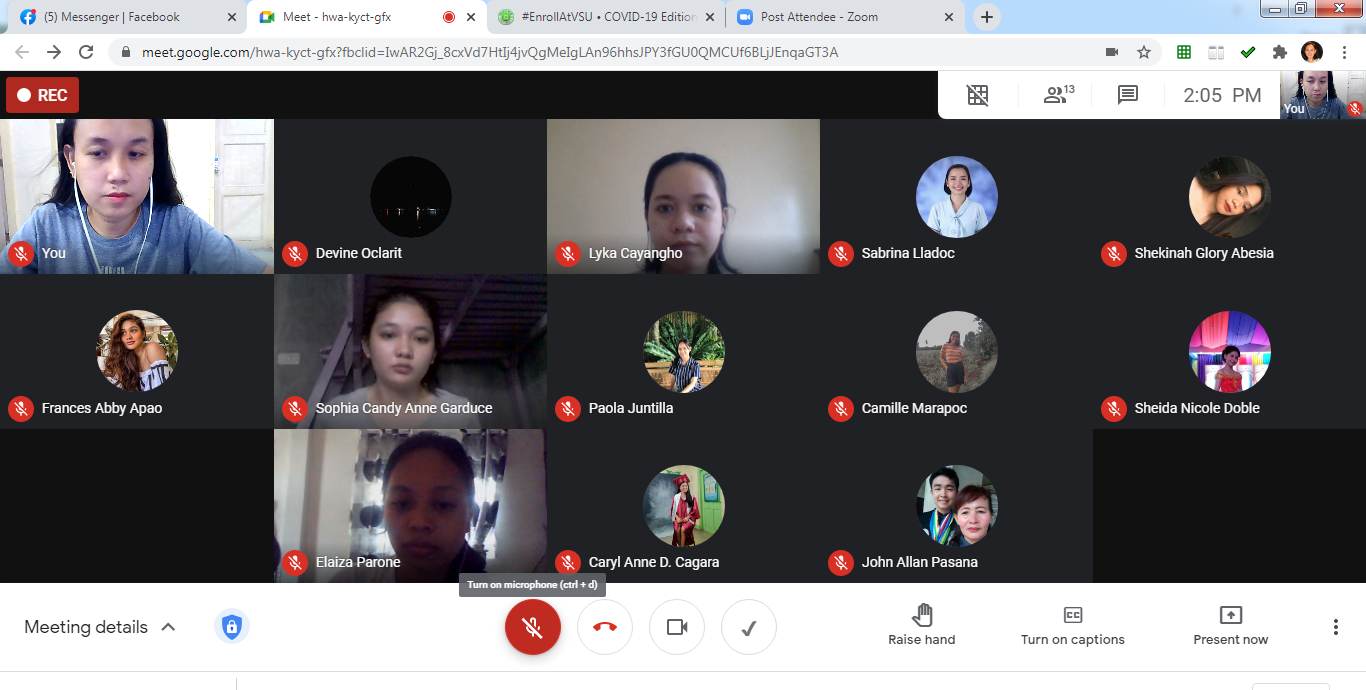 (5) Messenger | Facebook
Meet - hwa-kyct-gfx
#EnrollAtVSU • COVID-19 Edition
Post Attendee - Zoom
meet.google.com/hwa-kyct-gfx?fbclid=IwAR2Gj_8cxVd7HtIj4jvQgMeIgLAn96hhsJPY3fGU0QMCUf6BLjJEnqaGT3A
REC
13
2:05 PM
You
You
Devine Oclarit
Lyka Cayangho
Sabrina Lladoc
Shekinah Glory Abesia
Frances Abby Apao
Sophia Candy Anne Garduce
Paola Juntilla
Camille Marapoc
Sheida Nicole Doble
Elaiza Parone
Caryl Anne D. Cagara
John Allan Pasana
Turn on microphone (ctrl + d)
Meeting details
Raise hand
CC
Turn on captions
Present now